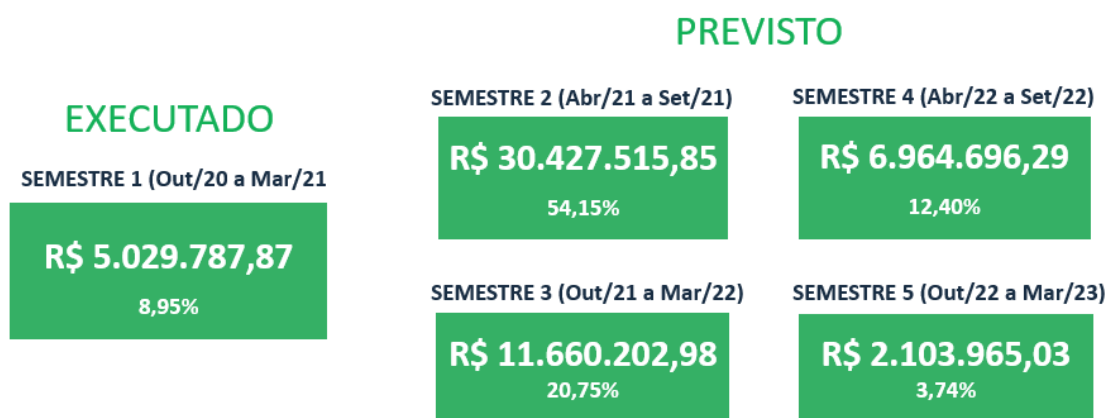 EXECUTADO
SEMESTRE 1 (Out/20 a Mar/21
R$ 5.029.787,87
8,95%
PREVISTO
SEMESTRE 2 (Abr/21 a Set/21)
R$ 30.427.515,85
54,15%
SEMESTRE 4 (Abr/22 a Set/22)
R$ 6.964.696,29
12,40%
SEMESTRE 3 (Out/21 a Mar/22)
R$ 11.660.202,98
20,75%
SEMESTRE 5 (Out/22 a Mar/23)
R$ 2.103.965,03
3,74%